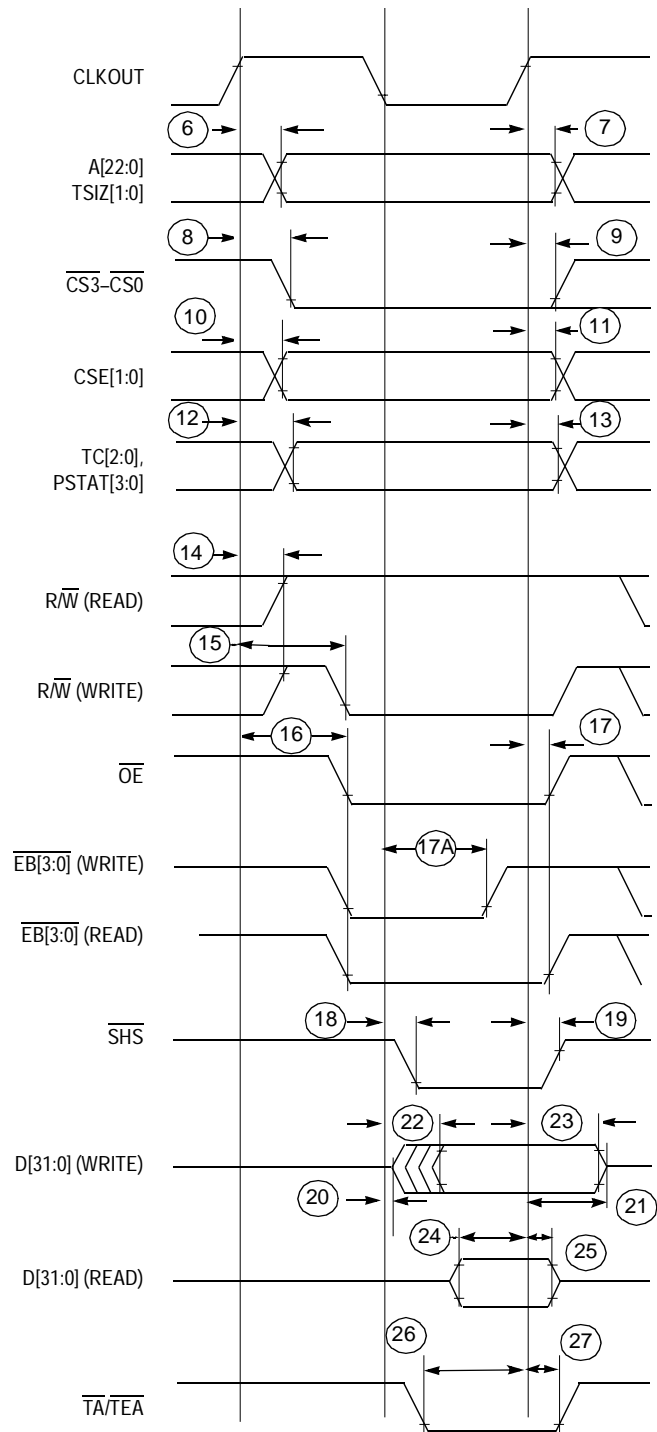 CLKOUT
6
7
A[22:0]
TSIZ[1:0]
8
9
CS3–CS0
10
11
CSE[1:0]
12
13
TC[2:0],
PSTAT[3:0]
14
R/W (READ)
15
R/W (WRITE)
16
17
OE
17A
EB[3:0] (WRITE)
EB[3:0] (READ)
18
19
SHS
22
23
D[31:0] (WRITE)
20
21
24
25
D[31:0] (READ)
26
27
TA/TEA